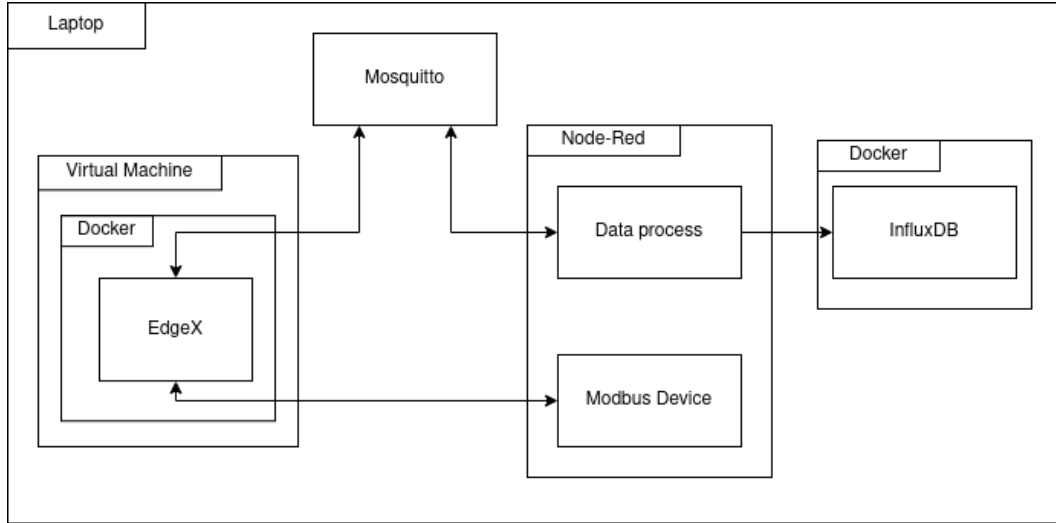 Laptop
Mosquitto
Virtual Machine
Docker
EdgeX
Node-Red
Data process
Modbus Device
Docker
InfluxDB